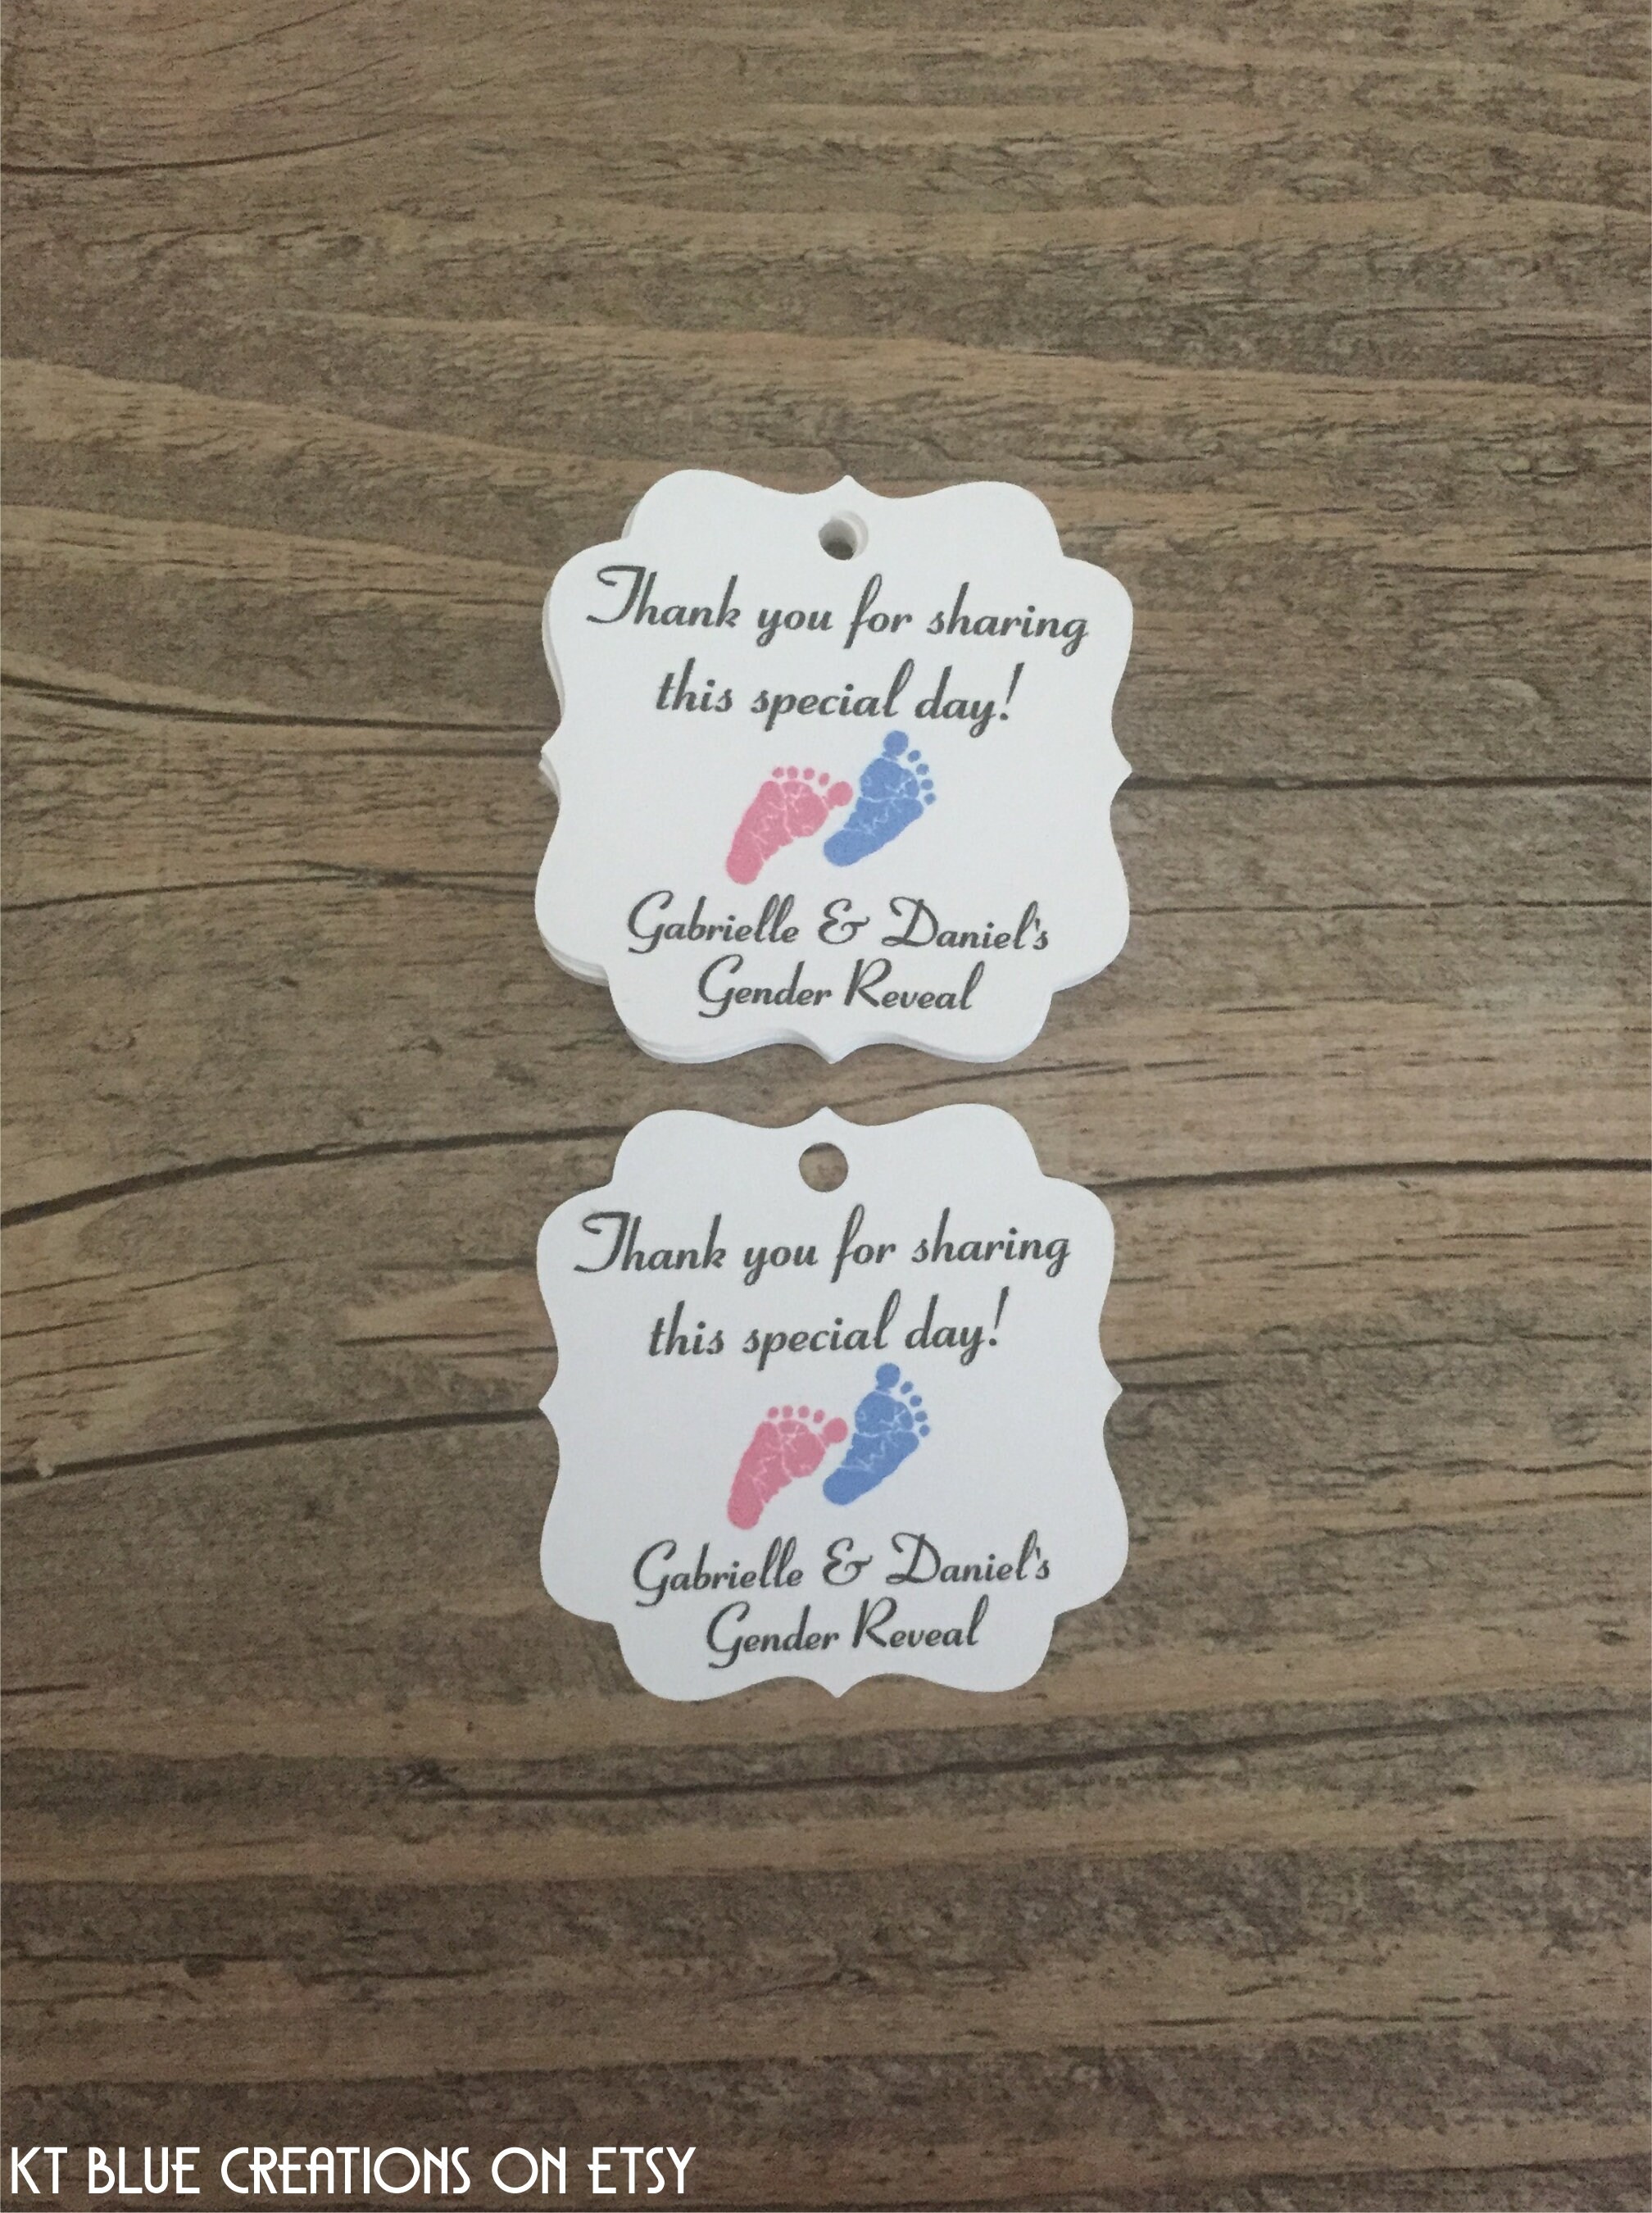 Thank you for sharing
this special day!
Gabrielle & Daniel's
Gender Reveal
Thank you for sharing
this special day!
Gabrielle & Daniel's
Gender Reveal
KT BLUE CREATIONS ON ETSY